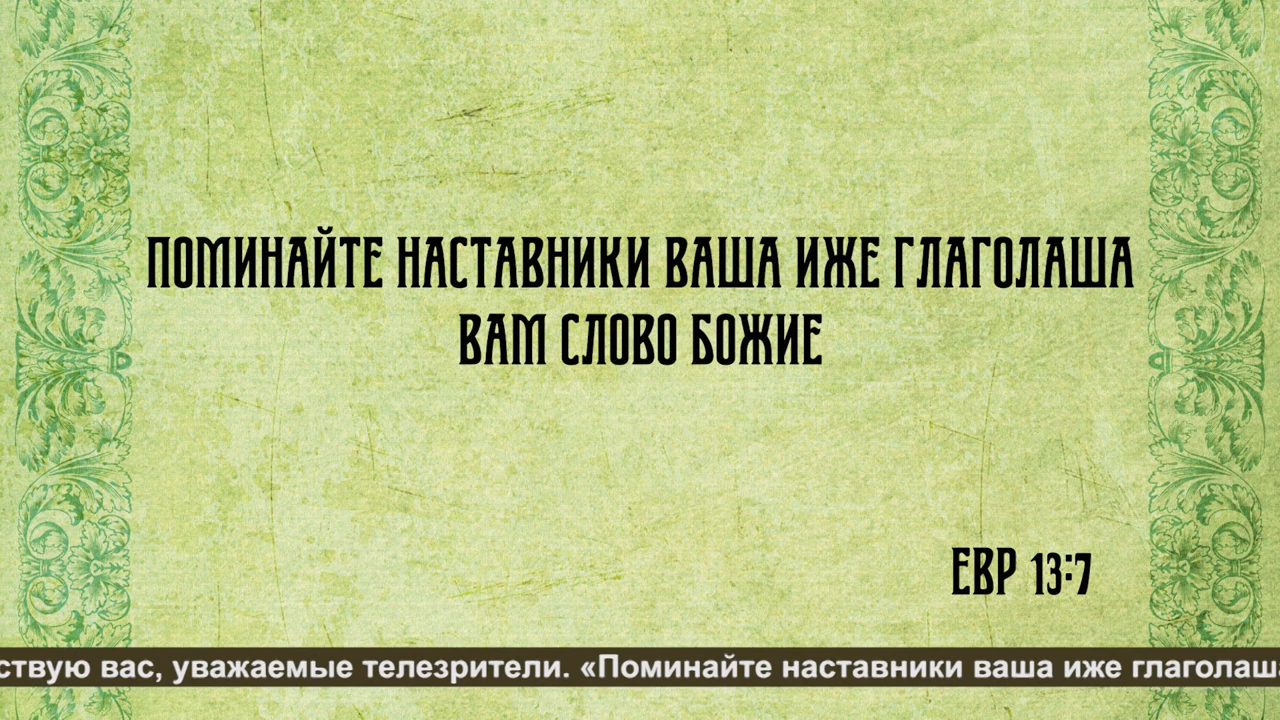 ПОМИНАЙТЕ НАСТАВНИКИ ВАША ИЖЕ ГЛАГОЛАША
ВАМ СЛОВО БОЖИЕ
ЕВР 13:7
ствую вас, уважаемые телезрители. «Поминайте наставники ваша иже глаголаша